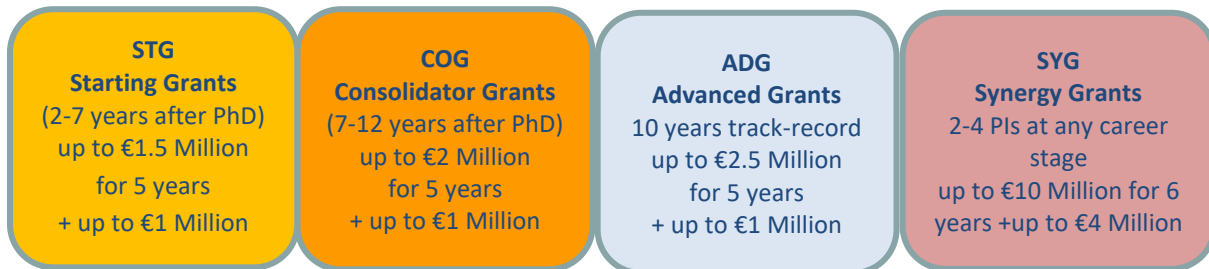 STG
Starting Grants
(2-7 years after PhD)
up to €1.5 Million
for 5 years
+ up to €1 Million
COG
Consolidator Grants
(7-12 years after PhD)
up to €2 Million
for 5 years
+ up to €1 Million
ADG
Advanced Grants
10 years track-record
up to €2.5 Million
for 5 years
+ up to €1 Million
SYG
Synergy Grants
2-4 PIs at any career
stage
up to €10 Million for 6
years +up to €4 Million